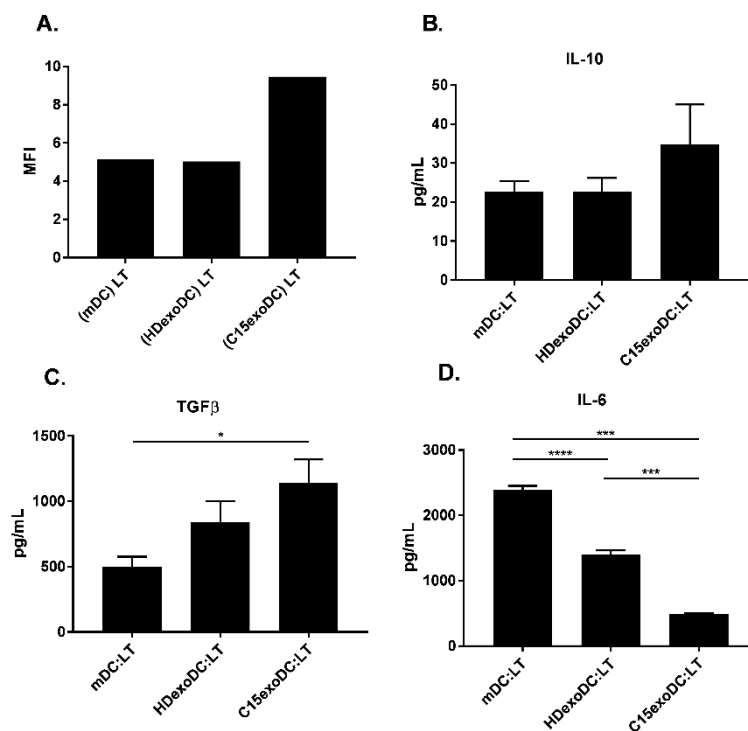 A.
10
8
6
4
2
0
MFI
(mDC) LT
(HDexoDC) LT
(C15exoDC) LT
B.
IL-10
50
40
30
20
10
0
pg/mL
mDC:LT
HDexoDC:LT
C15exoDC:LT
C.
TGFβ
1500
1000
500
0
pg/mL
*
mDC:LT
HDexoDC:LT
C15exoDC:LT
D.
IL-6
3000
2000
1000
0
pg/mL
***
****
***
mDC:LT
HDexoDC:LT
C15exoDC:LT